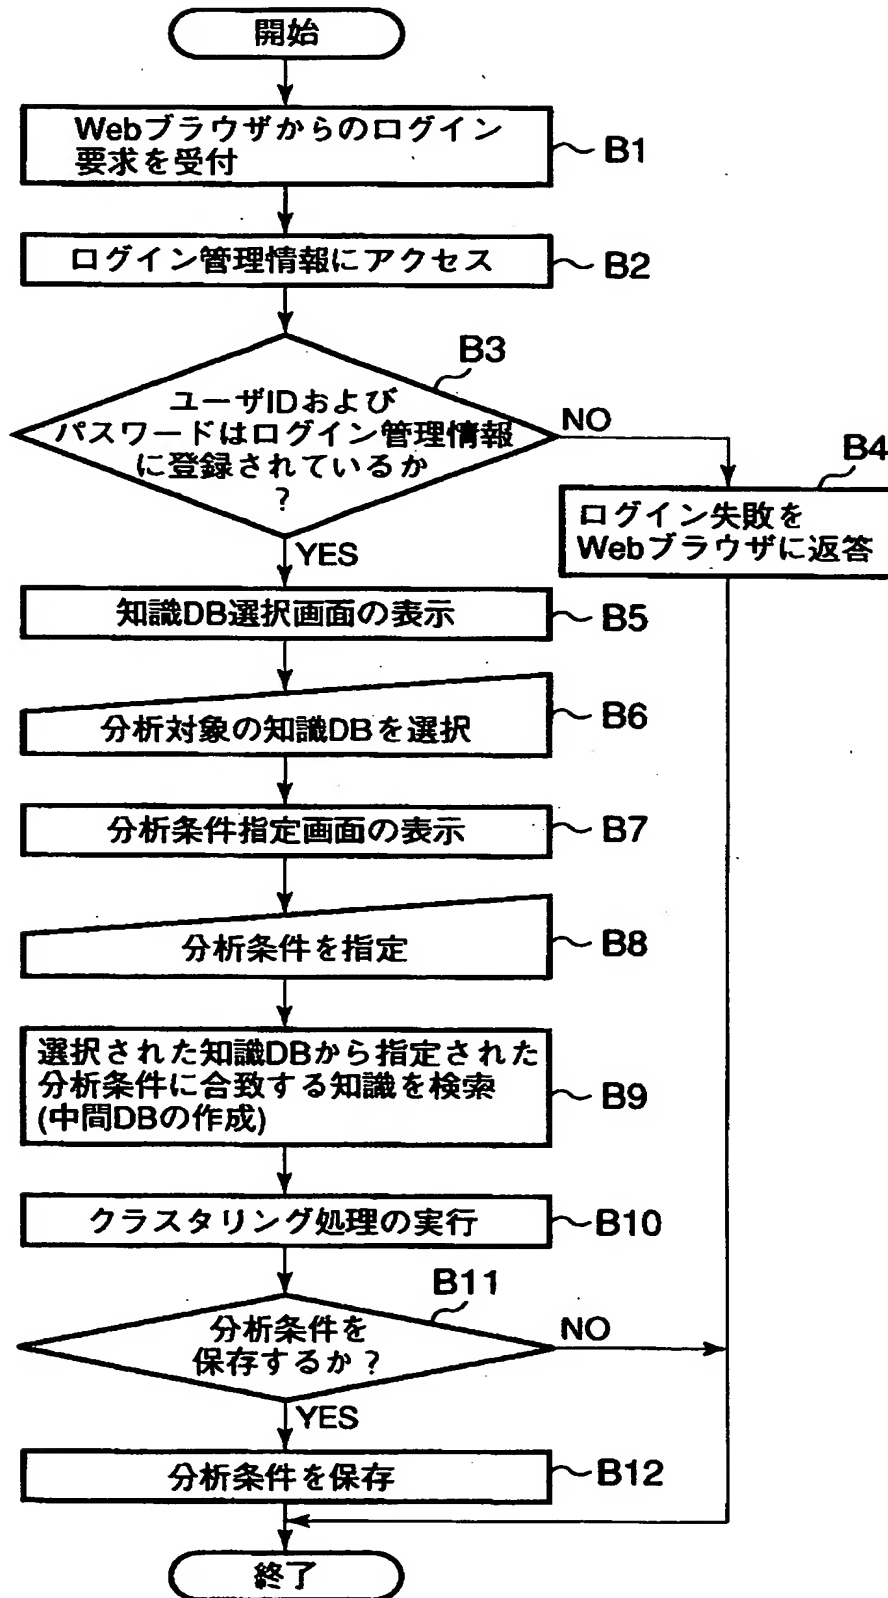 開始
Webブラウザからのログイン
要求を受付
B1
ログイン管理情報にアクセス
B2
B3
ユーザIDおよび
パスワードはログイン管理情報
に登録されているか
?
NO
YES
B4
ログイン失敗を
Webブラウザに返答
知識DB選択画面の表示
B5
分析対象の知識DBを選択
B6
分析条件指定画面の表示
B7
分析条件を指定
B8
選択された知識DBから指定された
分析条件に合致する知識を検索
(中間DBの作成)
B9
クラスタリング処理の実行
B10
B11
分析条件を
保存するか?
NO
YES
分析条件を保存
B12
終了